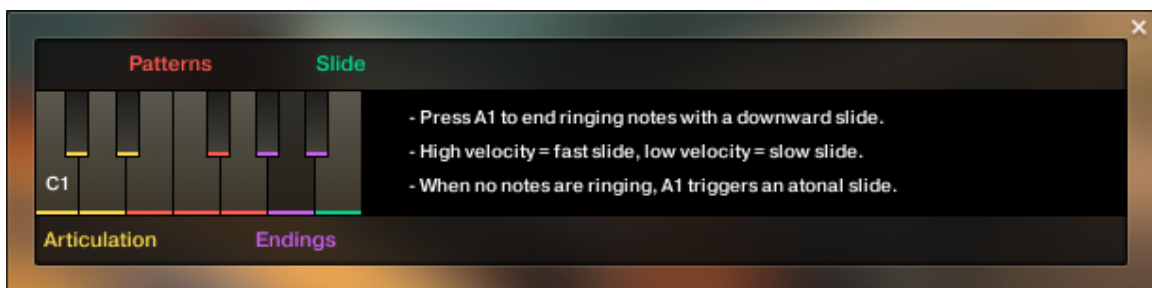 Patterns Slide
- Press A1 to end ringing notes with a downward slide.
- High velocity = fast slide, low velocity = slow slide.
C1
- When no notes are ringing, A1 triggers an atonal slide.
Articulation Endings